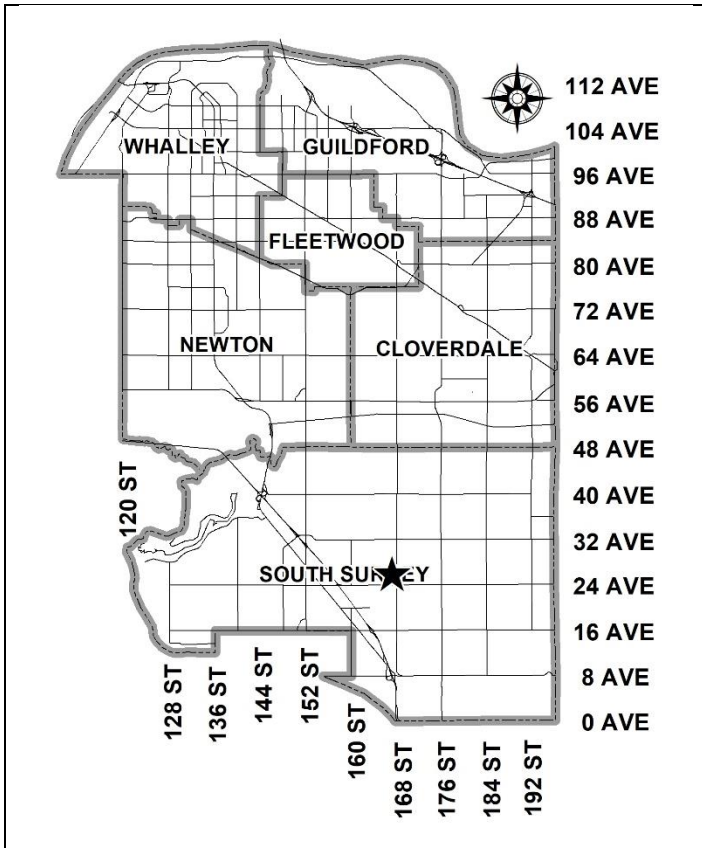 112 AVE
104 AVE
WHALLEY
GUILDFORD
96 AVE
88 AVE
FLEETWOOD
80 AVE
72 AVE
NEWTON
CLOVERDALE
64 AVE
56 AVE
48 AVE
120 ST
40 AVE
32 AVE
SOUTH SU★EY
24 AVE
16 AVE
8 AVE
0 AVE
128 ST
136 ST
144 ST
152 ST
160 ST
168 ST
176 ST
184 ST
192 ST